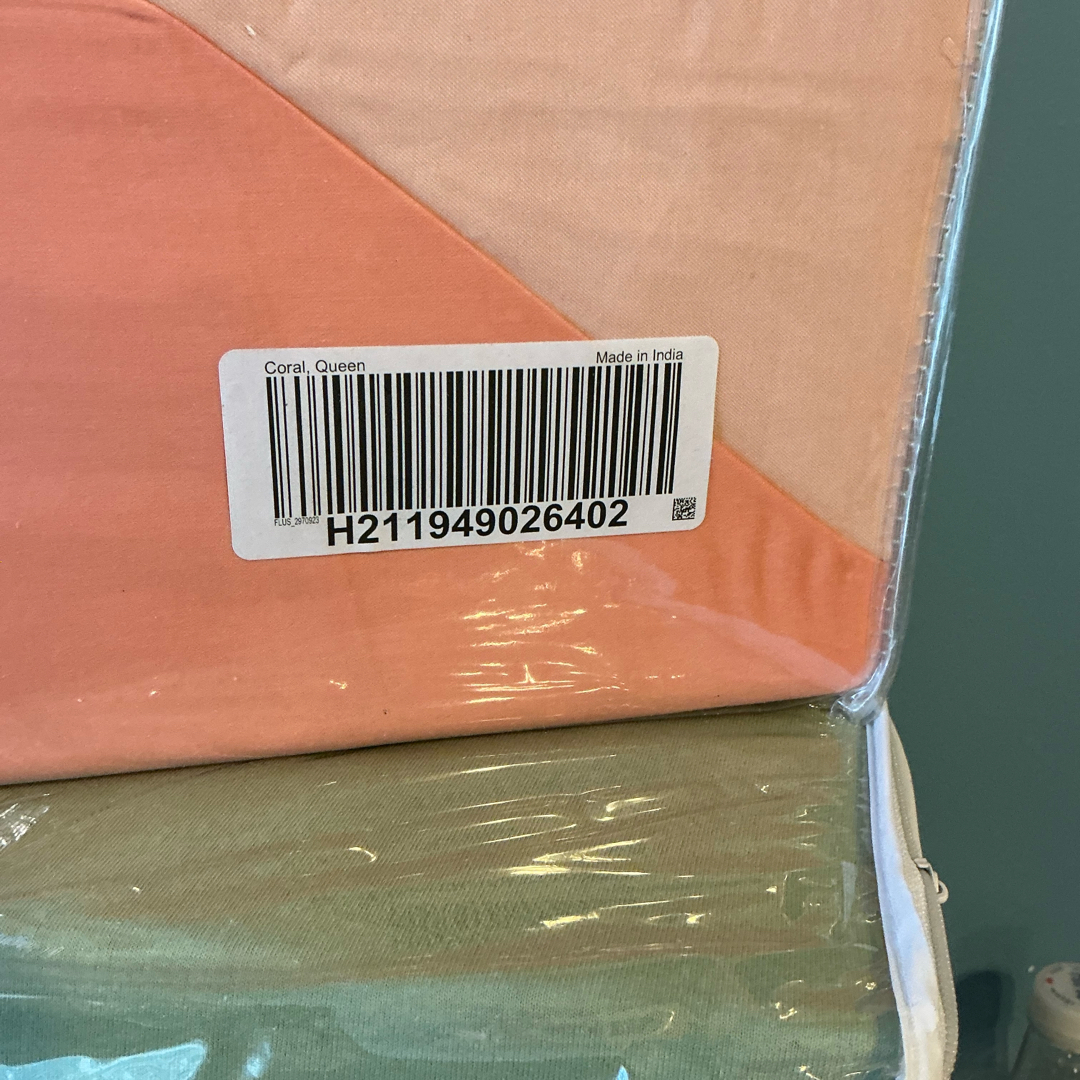 Coral, Queen
Made in India
FLUS_2970923
H211949026402